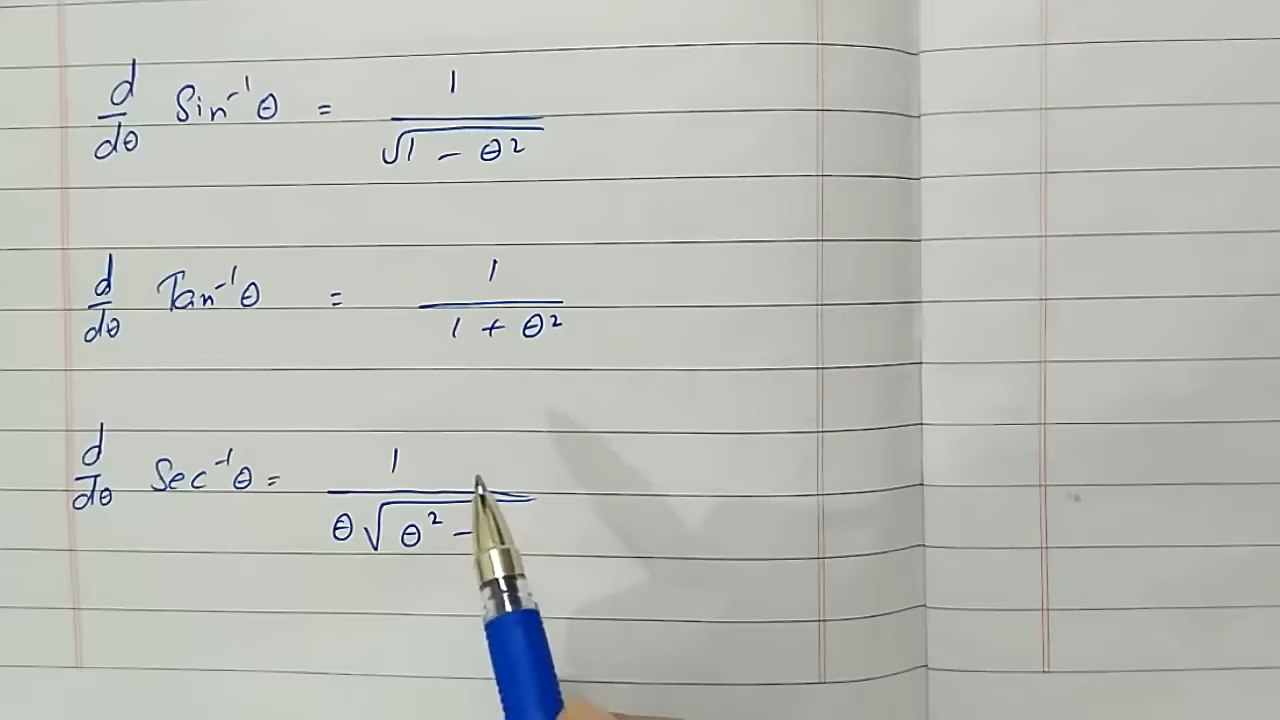 d/dθ Sin⁻¹θ = 1/√1 - θ²
d/dθ Tan⁻¹θ = 1/1 + θ²
d/dθ Sec⁻¹θ = 1/θ√θ² -